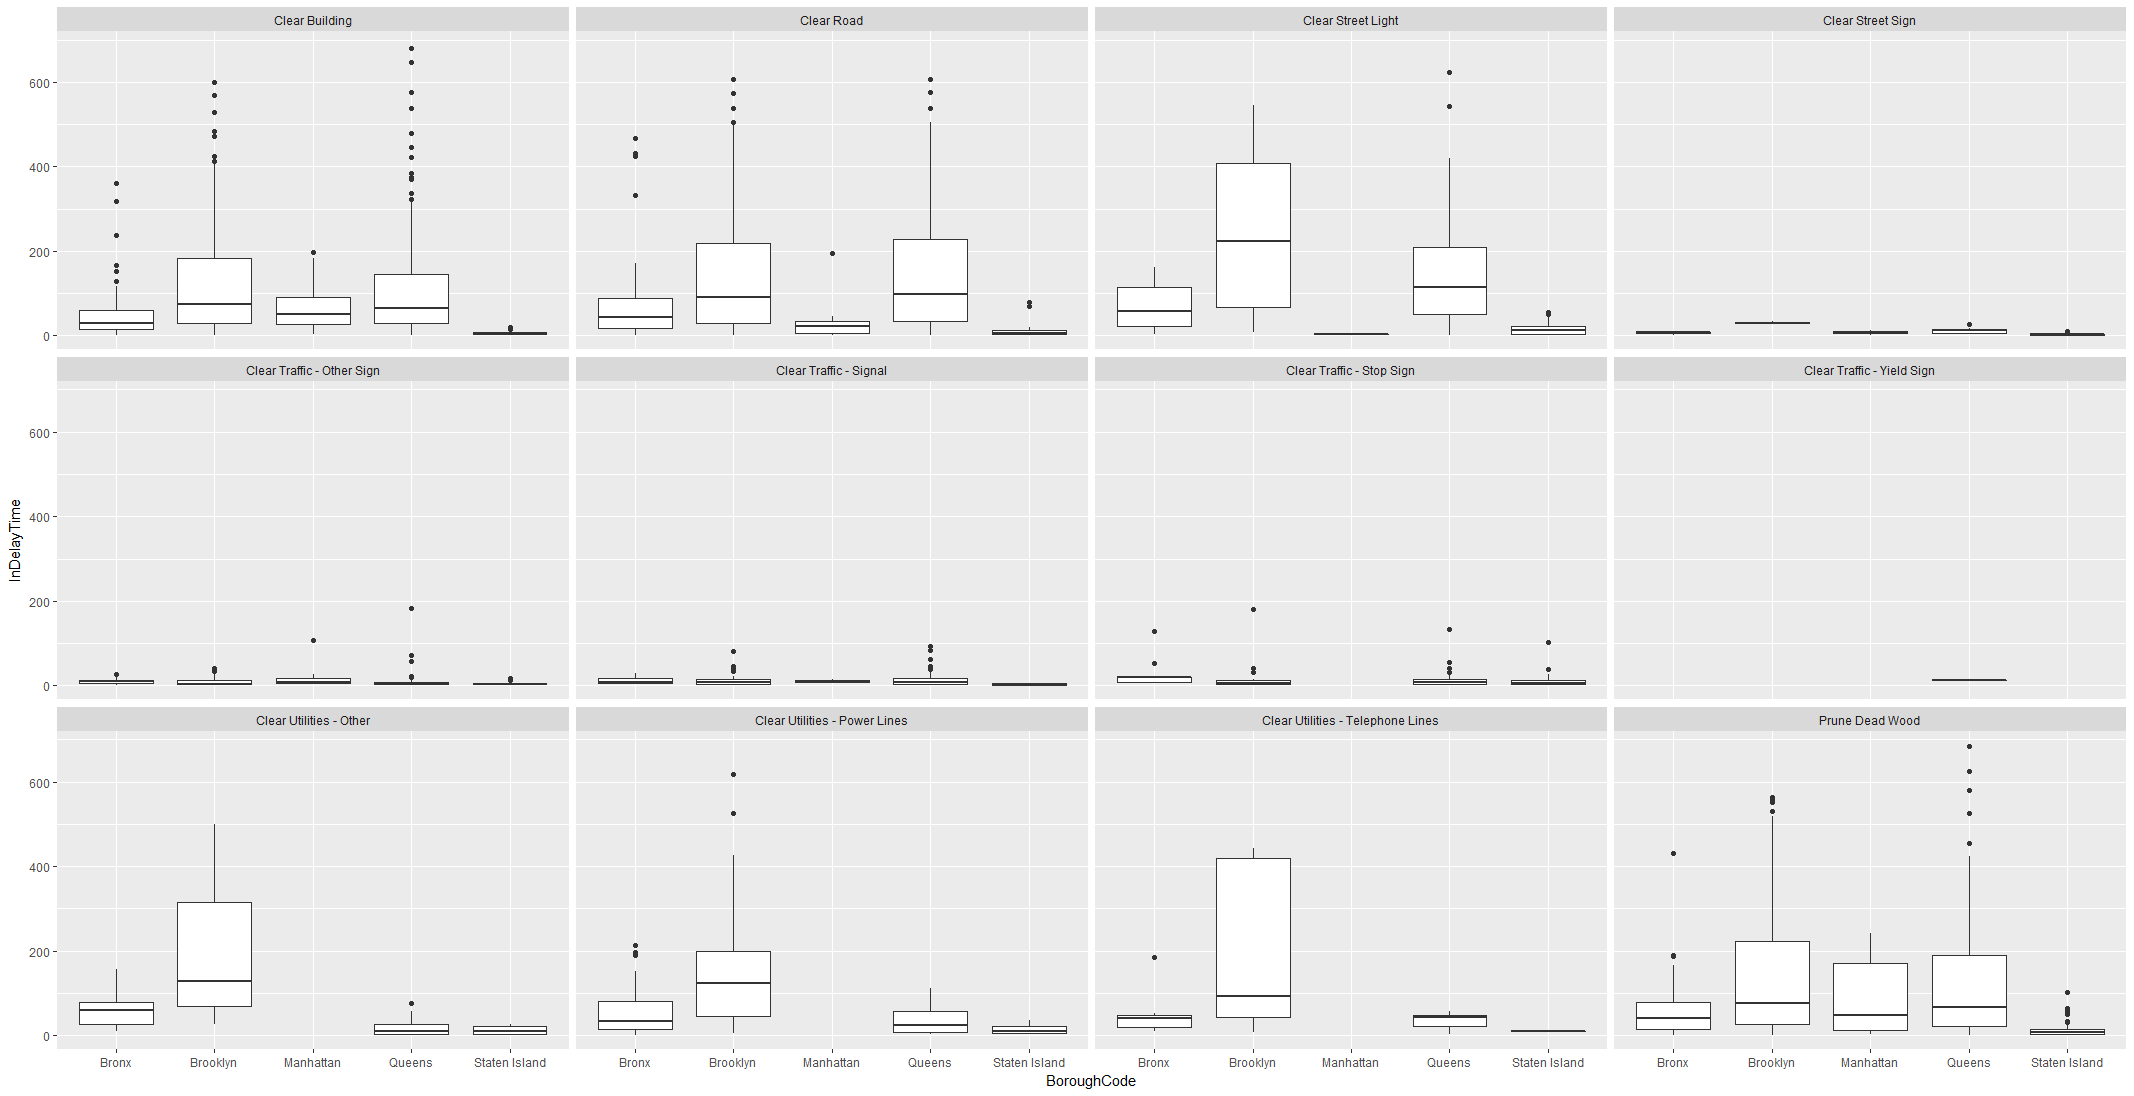 Clear Building
Clear Road
Clear Street Light
Clear Street Sign
600
400
200
0
Clear Traffic - Other Sign
Clear Traffic - Signal
Clear Traffic - Stop Sign
Clear Traffic - Yield Sign
600
400
200
0
InDelayTime
Clear Utilities - Other
Clear Utilities - Power Lines
Clear Utilities - Telephone Lines
Prune Dead Wood
600
400
200
0
Bronx Brooklyn Manhattan Queens Staten Island
Bronx Brooklyn Manhattan Queens Staten Island
Bronx Brooklyn Manhattan Queens Staten Island
Bronx Brooklyn Manhattan Queens Staten Island
BoroughCode